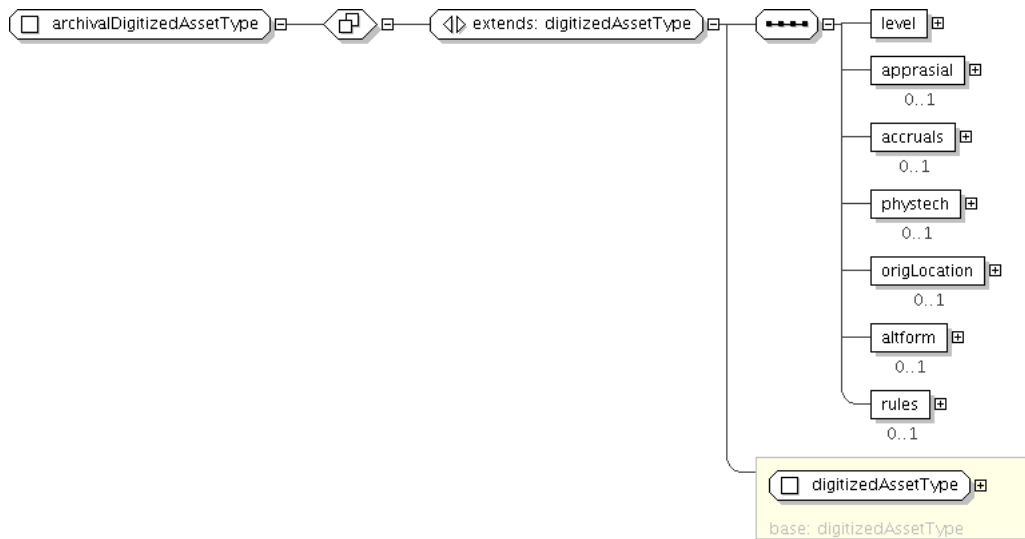 archivalDigitizedAssetType
extends: digitizedAssetType
level
apprasial
0..1
accruals
0..1
phystech
0..1
origLocation
0..1
altform
0..1
rules
0..1
digitizedAssetType
base: digitizedAssetType